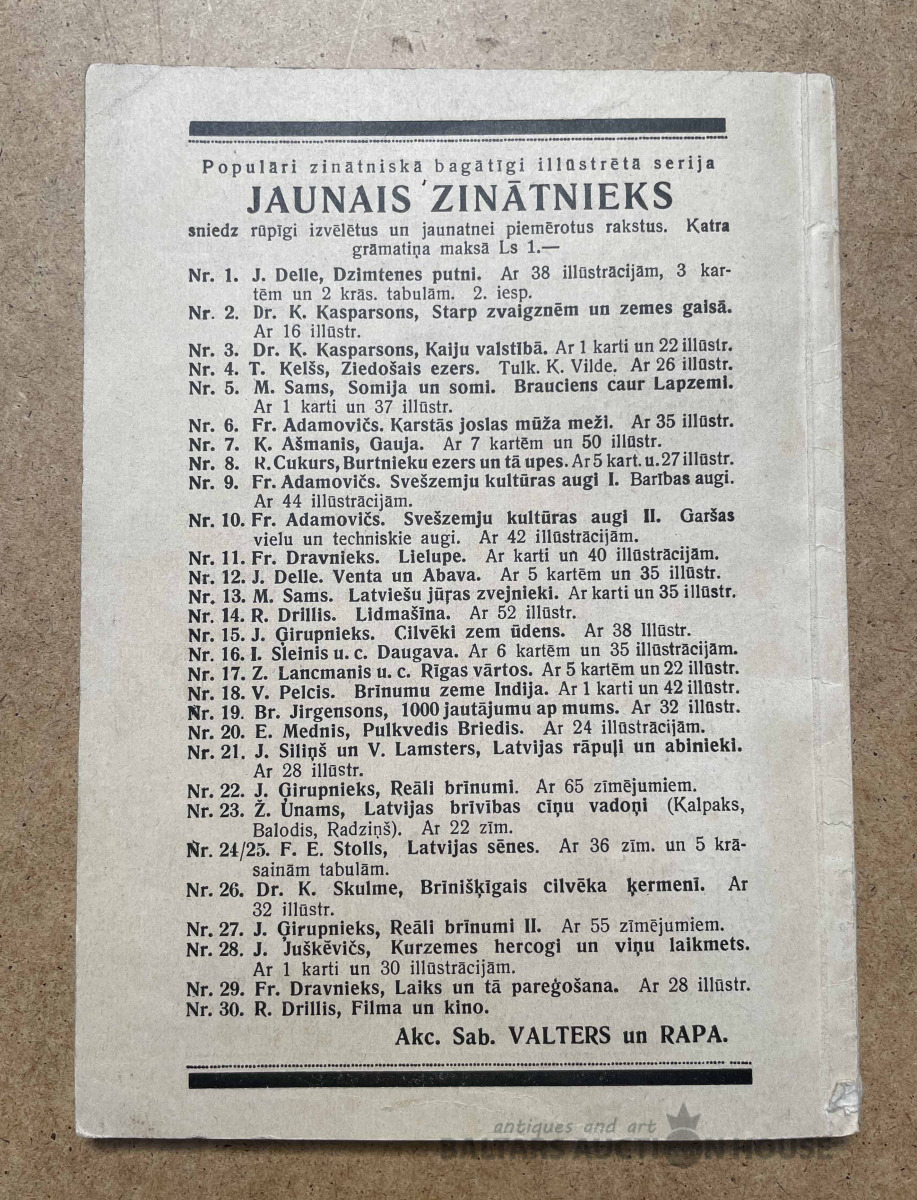 Populāri zinātniskā bagātīgi illūstrētā serija
JAUNAIS ZINĀTNIEKS
sniedz rūpīgi izvēlētus un jaunatnei piemērotus rakstus. Katra
grāmatiņa maksā Ls 1.—
Nr. 1. J. Delle, Dzimtenes putni. Ar 38 illūstrācijām, 3 kar-
tēm un 2 krās. tabulām. 2. iesp.
Nr. 2. Dr. K. Kasparsons, Starp zvaigznēm un zemes gaisā.
Ar 16 illūstr.
Nr. 3. Dr. K. Kasparsons, Kaiju valstībā. Ar 1 karti un 22 illūstr.
Nr. 4. T. Kelšs, Ziedošais ezers. Tulk. K. Vilde. Ar 26 illūstr.
Nr. 5. M. Sams, Somija un somi. Brauciens caur Lapzemi.
Ar 1 karti un 37 illūstr.
Nr. 6. Fr. Adamovičs. Karstās joslas mūža meži. Ar 35 illūstr.
Nr. 7. K. Ašmanis, Gauja. Ar 7 kartēm un 50 illūstr.
Nr. 8. R. Cukurs, Burtnieku ezers un tā upes. Ar 5 kart. u. 27 illūstr.
Nr. 9. Fr. Adamovičs. Svešzemju kultūras augi I. Barības augi.
Ar 44 illūstrācijām.
Nr. 10. Fr. Adamovičs. Svešzemju kultūras augi II. Garšas
vielu un techniskie augi. Ar 42 illūstrācijām.
Nr. 11. Fr. Dravnieks. Lielupe. Ar karti un 40 illūstrācijām.
Nr. 12. J. Delle. Venta un Abava. Ar 5 kartēm un 35 illūstr.
Nr. 13. M. Sams. Latviešu jūŗas zvejnieki. Ar karti un 35 illūstr.
Nr. 14. R. Drillis. Lidmašīna. Ar 52 illūstr.
Nr. 15. J. Ģirupnieks. Cilvēki zem ūdens. Ar 38 Illūstr.
Nr. 16. I. Sleinis u. c. Daugava. Ar 6 kartēm un 35 illūstrācijām.
Nr. 17. Z. Lancmanis u. c. Rīgas vārtos. Ar 5 kartēm un 22 illūstr.
Nr. 18. V. Pelcis. Brīnumu zeme Indija. Ar 1 karti un 42 illūstr.
Nr. 19. Br. Jirgensons, 1000 jautājumu ap mums. Ar 32 illūstr.
Nr. 20. E. Mednis, Pulkvedis Briedis. Ar 24 illūstrācijām.
Nr. 21. J. Siliņš un V. Lamsters, Latvijas rāpuļi un abinieki.
Ar 28 illūstr.
Nr. 22. J. Ģirupnieks, Reāli brīnumi. Ar 65 zīmējumiem.
Nr. 23. Ž. Unams, Latvijas brīvības cīņu vadoņi (Kalpaks,
Balodis, Radziņš). Ar 22 zīm.
Nr. 24/25. F. E. Stolls, Latvijas sēnes. Ar 36 zīm. un 5 krā-
sainām tabulām.
Nr. 26. Dr. K. Skulme, Brīnišķīgais cilvēka ķermenī. Ar
32 illūstr.
Nr. 27. J. Ģirupnieks, Reāli brīnumi II. Ar 55 zīmējumiem.
Nr. 28. J. Juškēvičs, Kurzemes hercogi un viņu laikmets.
Ar 1 karti un 30 illūstrācijām.
Nr. 29. Fr. Dravnieks, Laiks un tā pareģošana. Ar 28 illūstr.
Nr. 30. R. Drillis, Filma un kino.
Akc. Sab. VALTERS un RAPA.
antiques and art
BALTARS AUCTION HOUSE